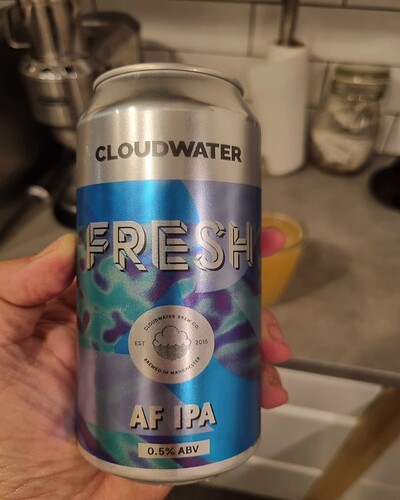 CLOUDWATER
FRESH
CLOUDWATER BREW CO.
EST 2015
BREWED IN MANCHESTER
AF IPA
0.5% ABV